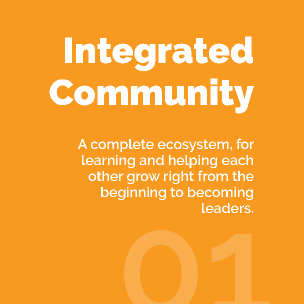 Integrated
Community
A complete ecosystem, for
learning and helping each
other grow right from the
beginning to becoming
leaders.
01